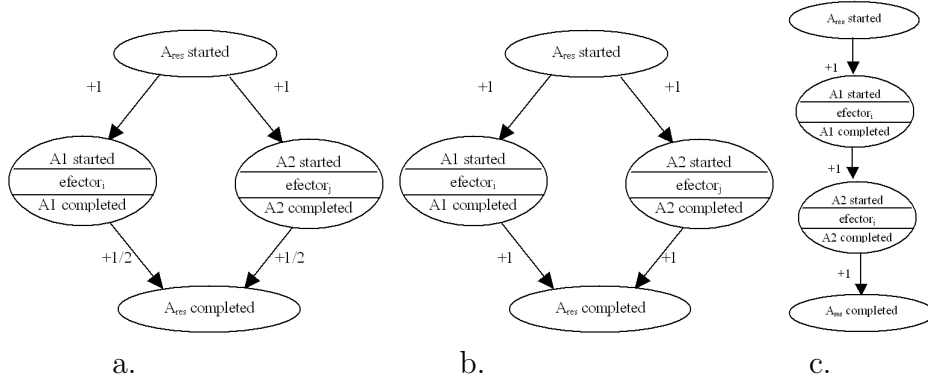 A_res started
+1
+1
A1 started
efector_i
A1 completed
A2 started
efector_j
A2 completed
+1/2
+1/2
A_res completed
a.
A_res started
+1
+1
A1 started
efector_i
A1 completed
A2 started
efector_j
A2 completed
+1
+1
A_res completed
b.
A_res started
+1
A1 started
efector_i
A1 completed
+1
A2 started
efector_i
A2 completed
+1
A_res completed
c.